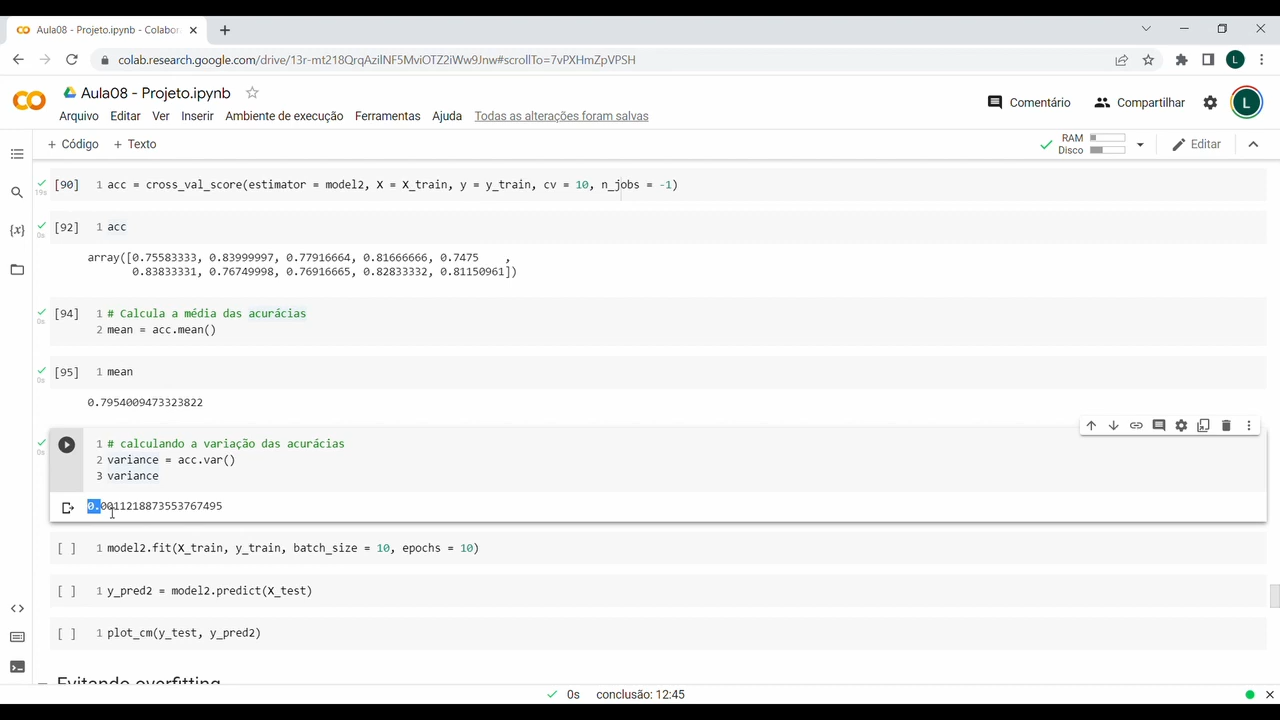 Aula08 - Projeto.ipynb - Colabor
colab.research.google.com/drive/13r-mt218QrqAzilNF5MviOTZ2iWw9Jnw#scrollTo=7vPXHmZpVPSH
L
Aula08 - Projeto.ipynb
Comentário
Compartilhar
L
Arquivo Editar Ver Inserir Ambiente de execução Ferramentas Ajuda Todas as alterações foram salvas
+ Código + Texto
RAM
Disco
Editar
[90] 1 acc = cross_val_score(estimator = model2, X = X_train, y = y_train, cv = 10, n_jobs = -1)
19s
[92] 1 acc
0s
array([0.75583333, 0.83999997, 0.77916664, 0.81666666, 0.7475 ,
0.83833331, 0.76749998, 0.76916665, 0.82833332, 0.81150961])
[94] 1 # Calcula a média das acurácias
0s
2 mean = acc.mean()
[95] 1 mean
0s
0.7954009473323822
1 # calculando a variação das acurácias
0s
2 variance = acc.var()
3 variance
0.0011218873553767495
[ ] 1 model2.fit(X_train, y_train, batch_size = 10, epochs = 10)
[ ] 1 y_pred2 = model2.predict(X_test)
[ ] 1 plot_cm(y_test, y_pred2)
Evitando overfitting
0s conclusão: 12:45